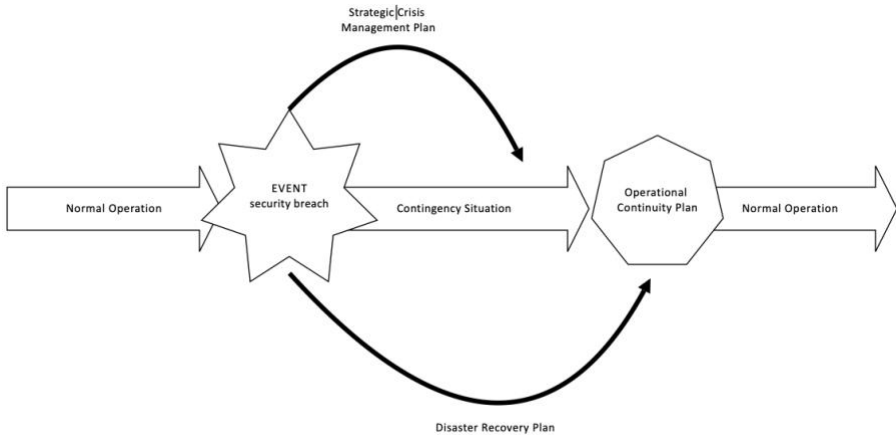 Strategic Crisis
Management Plan
Normal Operation
EVENT
security breach
Contingency Situation
Operational
Continuity Plan
Normal Operation
Disaster Recovery Plan